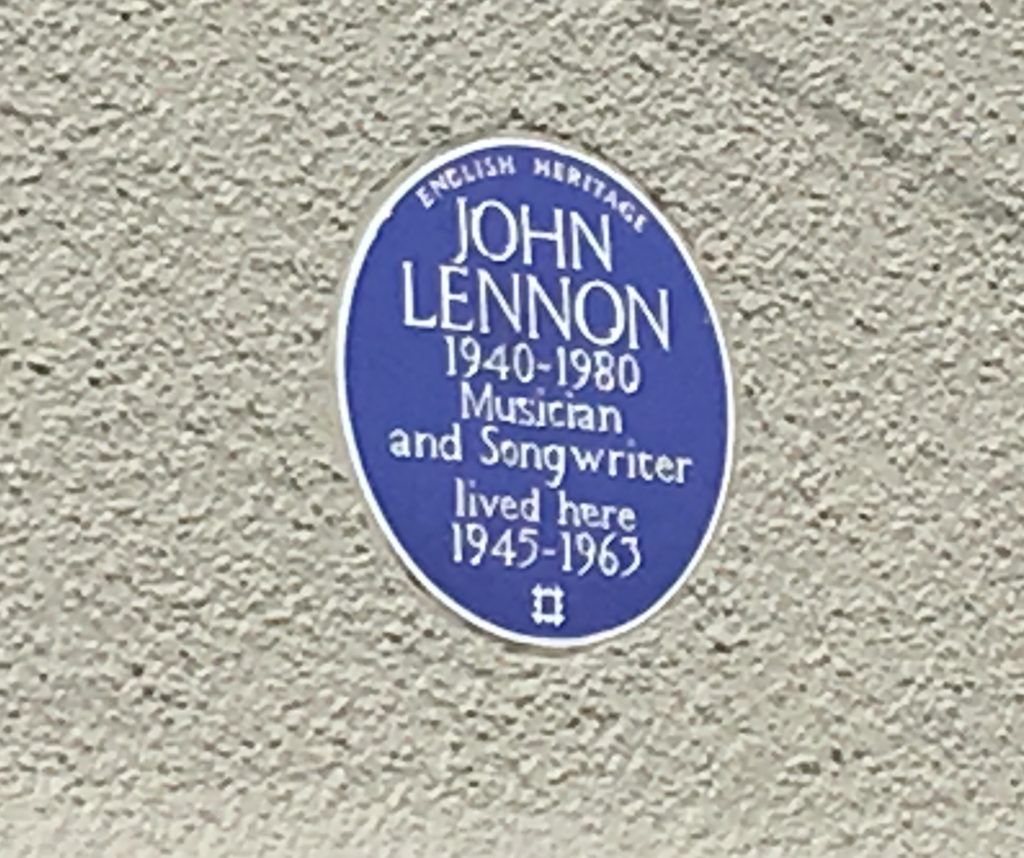 ENGLISH HERITAGE
JOHN
LENNON
1940-1980
Musician
and Songwriter
lived here
1945-1963